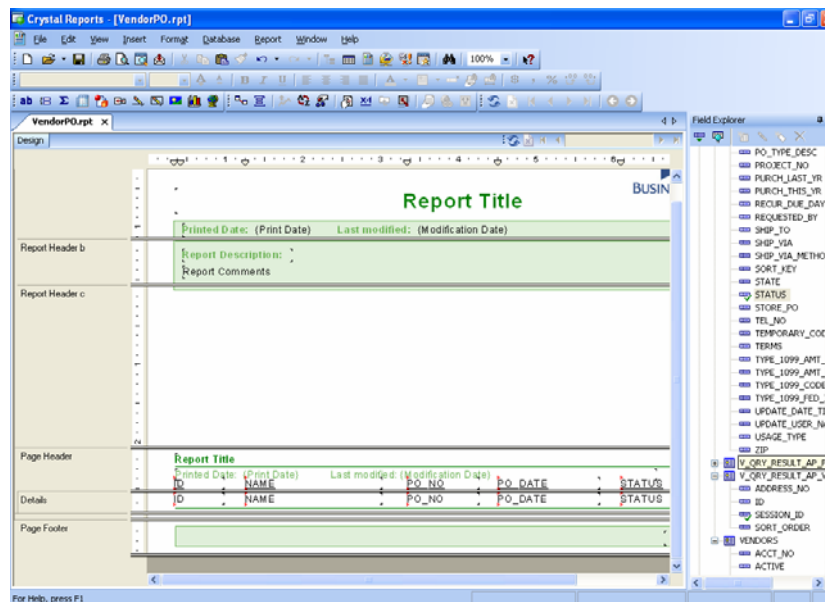 Crystal Reports - [VendorPO.rpt]
File Edit View Insert Format Database Report Window Help
100%
VendorPO.rpt
Field Explorer
Design
Report Title
BUSIN
Printed Date: (Print Date) Last modified: (Modification Date)
Report Header b
Report Description:
Report Comments
Report Header c
Page Header
Report Title
Printed Date: (Print Date) Last modified: (Modification Date)
ID NAME PO_NO PO_DATE STATUS
Details
ID NAME PO_NO PO_DATE STATUS
Page Footer
For Help, press F1
PO_TYPE_DESC
PROJECT_NO
PURCH_LAST_YR
PURCH_THIS_YR
RECUR_DUE_DAY
REQUESTED_BY
SHIP_TO
SHIP_VIA
SHIP_VIA_METHO
SORT_KEY
STATE
STATUS
STORE_PO
TEL_NO
TEMPORARY_COD
TERMS
TYPE_1099_AMT_
TYPE_1099_AMT_
TYPE_1099_CODE
TYPE_1099_FED_
UPDATE_DATE_TI
UPDATE_USER_NA
USAGE_TYPE
ZIP
V_QRY_RESULT_AP_P
V_QRY_RESULT_AP_V
ADDRESS_NO
ID
SESSION_ID
SORT_ORDER
VENDORS
ACCT_NO
ACTIVE